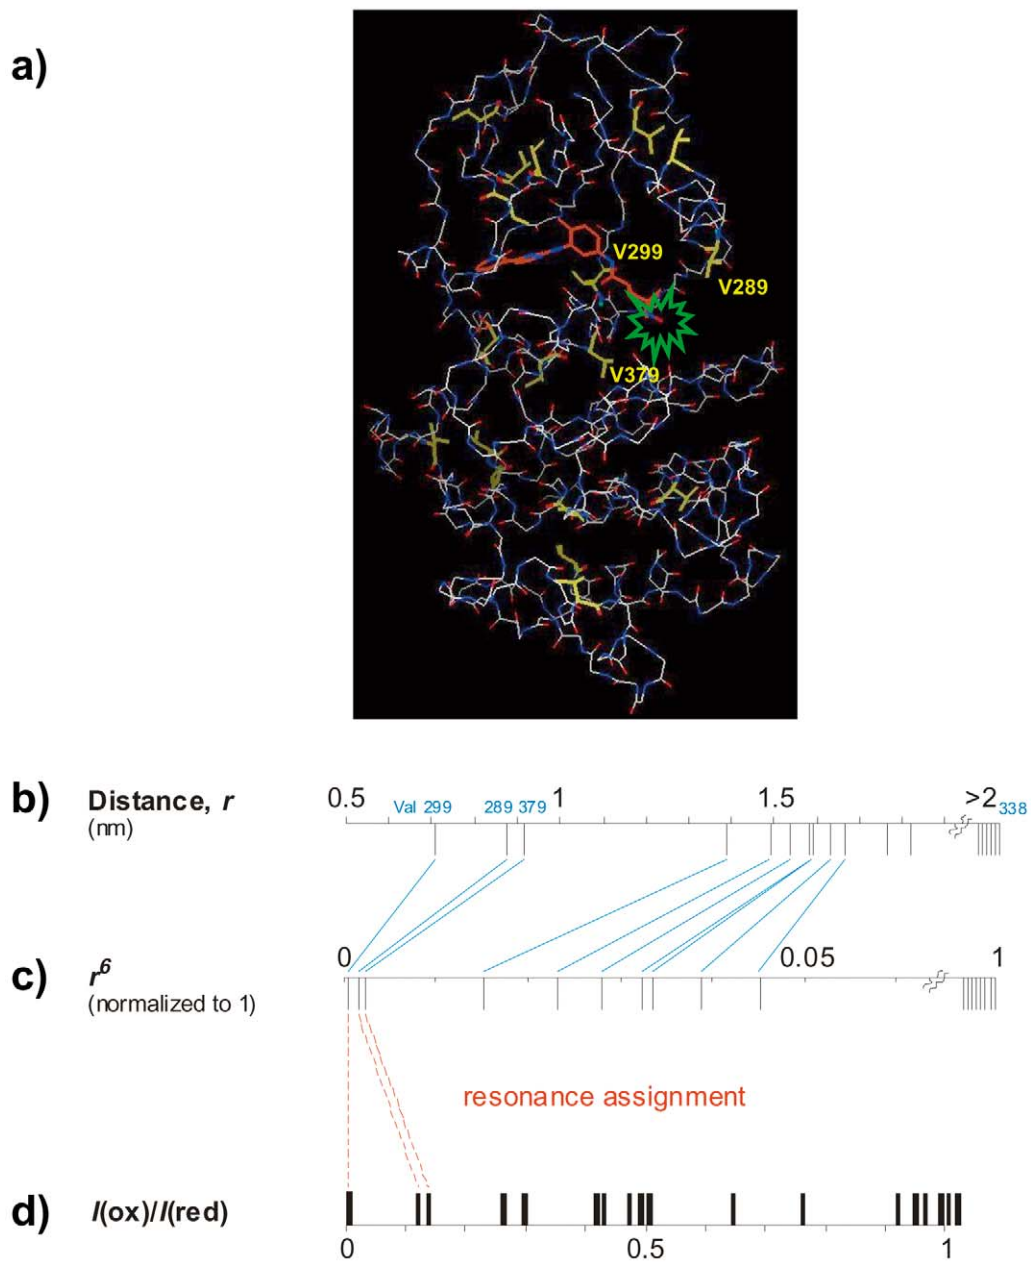 a)
V299
V289
V379
b) Distance, r
(nm)
0.5 1 1.5 >2
Val 299 289 379 338
c) r6
(normalized to 1)
0 0.05 1
resonance assignment
d) I(ox)/I(red)
0 0.5 1